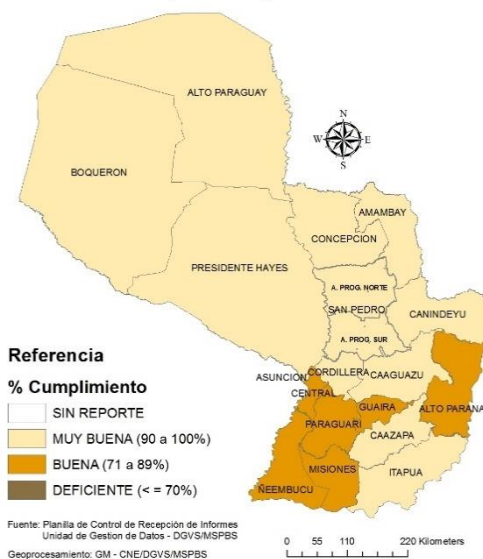 ALTO PARAGUAY
N
W E
S
BOQUERON
AMAMBAY
CONCEPCION
PRESIDENTE HAYES
A. PROG. NORTE
SAN PEDRO
CANINDEYU
A. PROG. SUR
Referencia
% Cumplimiento
SIN REPORTE
MUY BUENA (90 a 100%)
BUENA (71 a 89%)
DEFICIENTE (< = 70%)
CORDILLERA
ASUNCION
CAAGUAZU
CENTRAL
GUAIRA
ALTO PARANA
PARAGUARI
CAAZAPA
MISIONES
ITAPUA
ÑEEMBUCU
Fuente: Planilla de Control de Recepción de Informes
Unidad de Gestion de Datos - DGVS/MSPBS
Geoprocesamiento: GM - CNE/DGVS/MSPBS
0 55 110 220 Kilometers